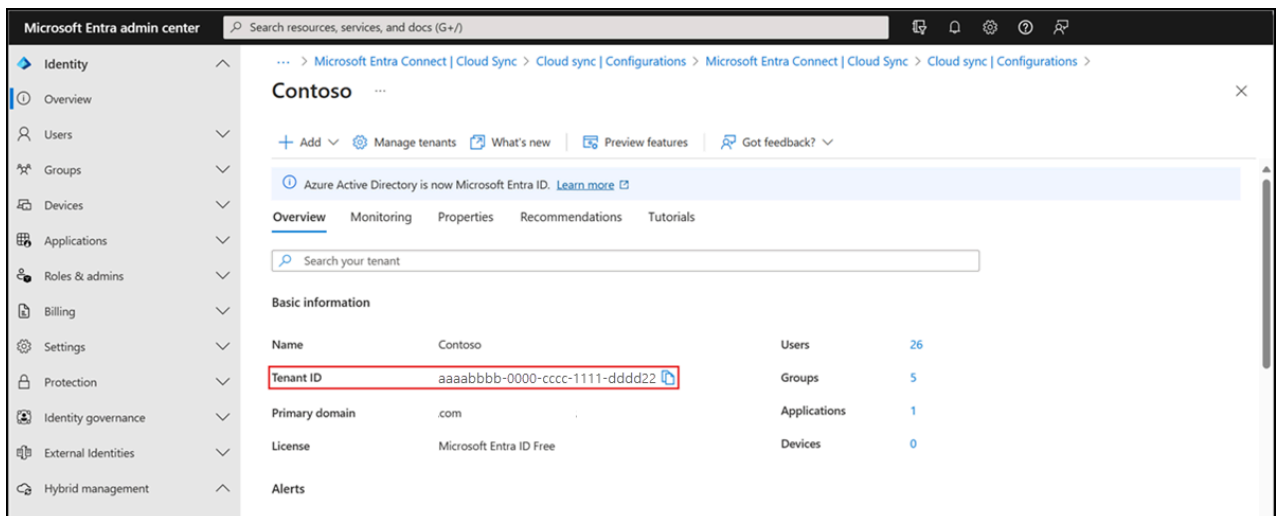 Microsoft Entra admin center
Search resources, services, and docs (G+/)
Identity
Overview
Users
Groups
Devices
Applications
Roles & admins
Billing
Settings
Protection
Identity governance
External Identities
Hybrid management
··· > Microsoft Entra Connect | Cloud Sync > Cloud sync | Configurations > Microsoft Entra Connect | Cloud Sync > Cloud sync | Configurations >
Contoso ···
Add Manage tenants What's new Preview features Got feedback?
Azure Active Directory is now Microsoft Entra ID. Learn more
Overview Monitoring Properties Recommendations Tutorials
Search your tenant
Basic information
Name Contoso Users 26
Tenant ID aaaabbbb-0000-cccc-1111-dddd22 Groups 5
Primary domain .com Applications 1
License Microsoft Entra ID Free Devices 0
Alerts